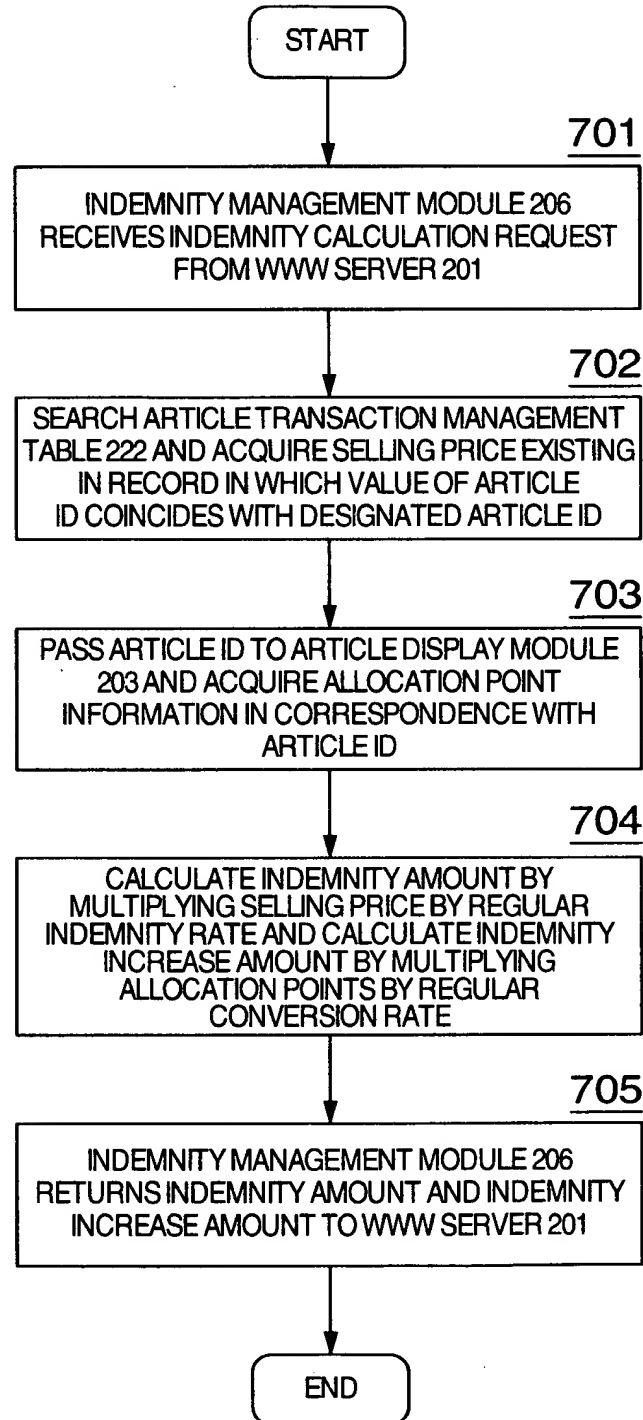 START
701
INDEMNITY MANAGEMENT MODULE 206
RECEIVES INDEMNITY CALCULATION REQUEST
FROM WWW SERVER 201
702
SEARCH ARTICLE TRANSACTION MANAGEMENT
TABLE 222 AND ACQUIRE SELLING PRICE EXISTING
IN RECORD IN WHICH VALUE OF ARTICLE
ID COINCIDES WITH DESIGNATED ARTICLE ID
703
PASS ARTICLE ID TO ARTICLE DISPLAY MODULE
203 AND ACQUIRE ALLOCATION POINT
INFORMATION IN CORRESPONDENCE WITH
ARTICLE ID
704
CALCULATE INDEMNITY AMOUNT BY
MULTIPLYING SELLING PRICE BY REGULAR
INDEMNITY RATE AND CALCULATE INDEMNITY
INCREASE AMOUNT BY MULTIPLYING
ALLOCATION POINTS BY REGULAR
CONVERSION RATE
705
INDEMNITY MANAGEMENT MODULE 206
RETURNS INDEMNITY AMOUNT AND INDEMNITY
INCREASE AMOUNT TO WWW SERVER 201
END